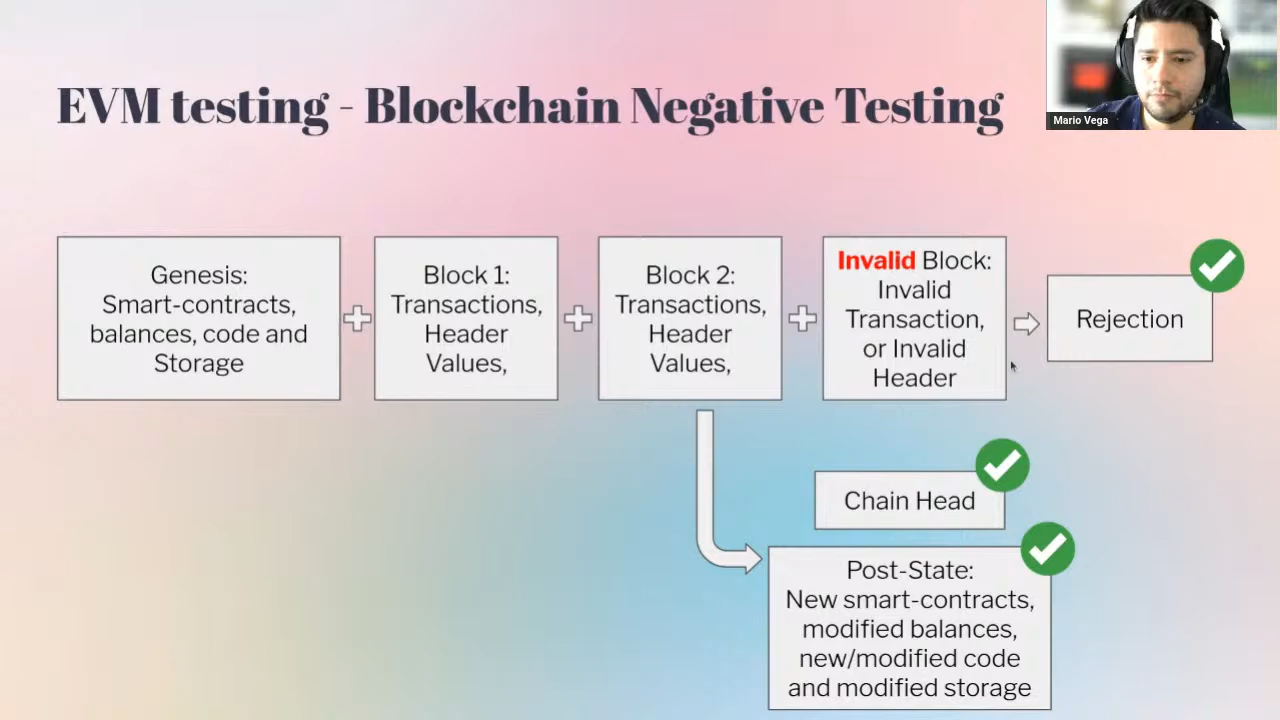 EVM testing - Blockchain Negative Testing
Mario Vega
Genesis:
Smart-contracts,
balances, code and
Storage
Block 1:
Transactions,
Header
Values,
Block 2:
Transactions,
Header
Values,
Invalid Block:
Invalid
Transaction,
or Invalid
Header
Rejection
Chain Head
Post-State:
New smart-contracts,
modified balances,
new/modified code
and modified storage